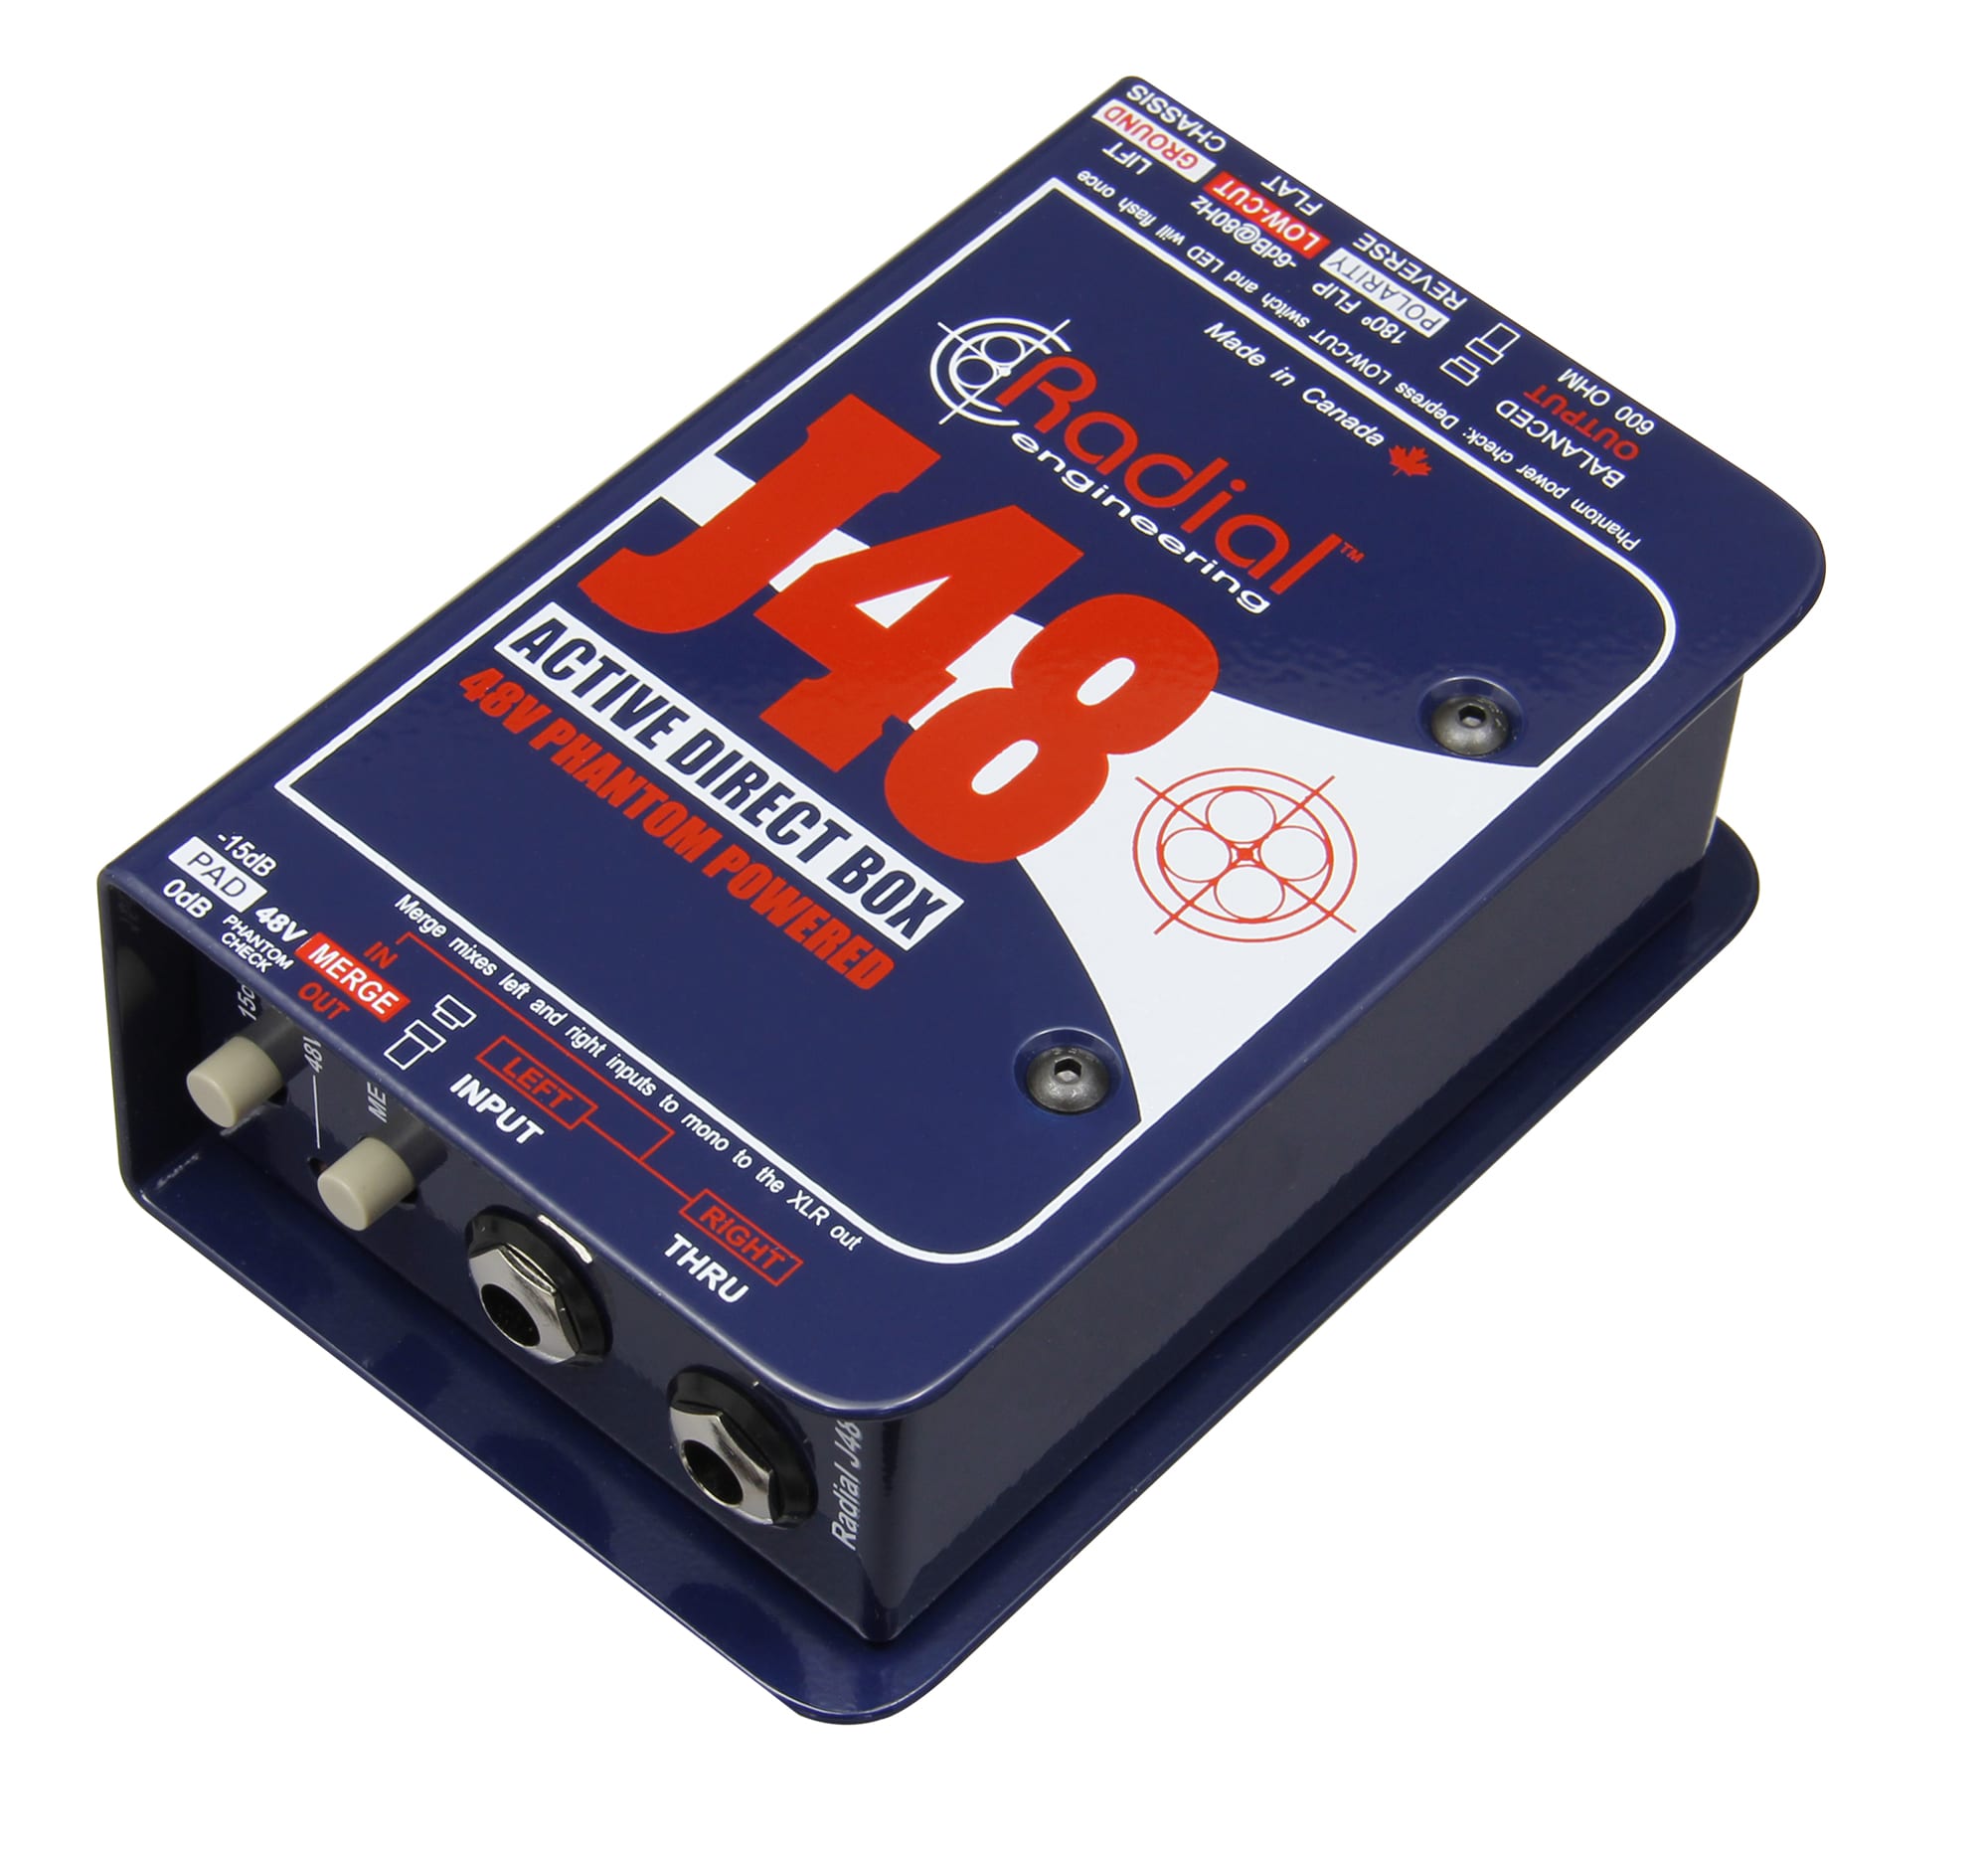 CHASSIS
GROUND
LIFT
FLAT
LOW-CUT
-6dB@80Hz
REVERSE
POLARITY
180° FLIP
600 OHM
OUTPUT
BALANCED
Phantom power check: Depress LOW-CUT switch and LED will flash once
Made in Canada
Radial™
engineering
J48
ACTIVE DIRECT BOX
48V PHANTOM POWERED
-15dB
PAD
0dB
48V
PHANTOM
CHECK
IN
MERGE
OUT
Merge mixes left and right inputs to mono to the XLR out
LEFT
INPUT
RIGHT
THRU
48V
Radial J48